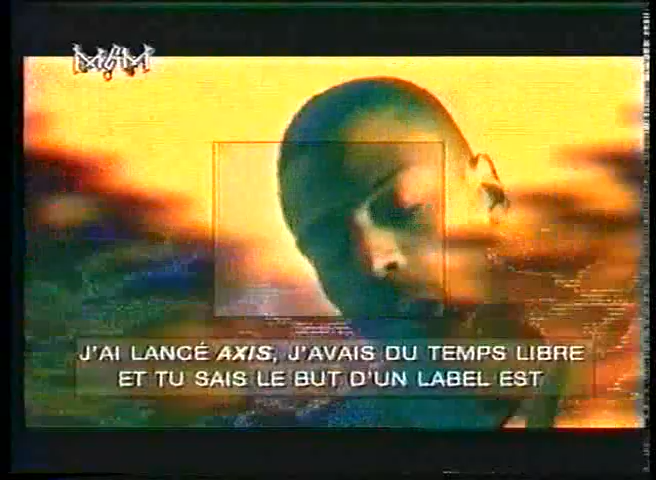 MCM
J'AI LANCÉ AXIS, J'AVAIS DU TEMPS LIBRE
ET TU SAIS LE BUT D'UN LABEL EST